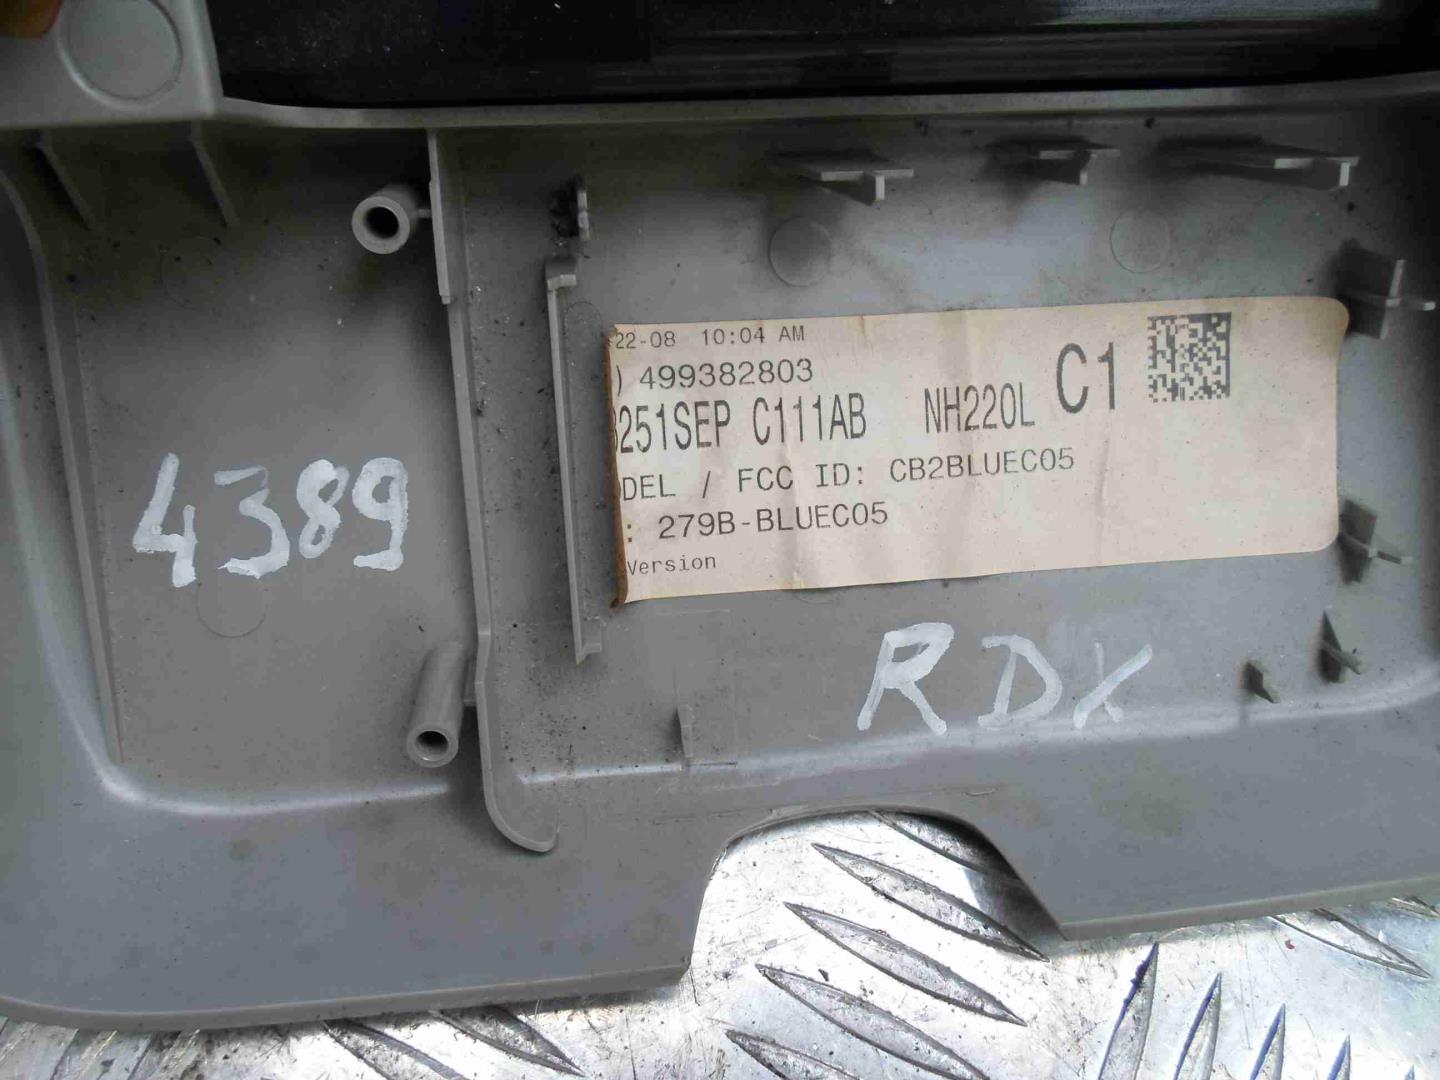 22-08 10:04 AM
) 499382803
251SEP C111AB NH220L C1
DEL / FCC ID: CB2BLUEC05
: 279B-BLUEC05
Version
4389
RDX